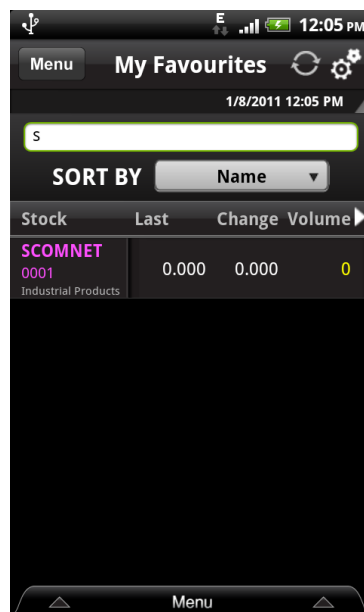 E
12:05 PM
Menu
My Favourites
1/8/2011 12:05 PM
s
SORT BY
Name
Stock Last Change Volume
SCOMNET
0001 0.000 0.000 0
Industrial Products
Menu